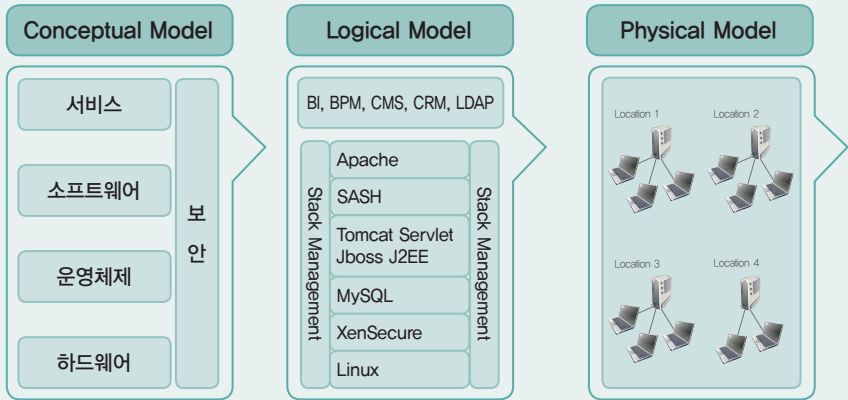 Conceptual Model
서비스
소프트웨어
운영체제
하드웨어
보
안
Logical Model
BI, BPM, CMS, CRM, LDAP
Stack Management
Apache
SASH
Tomcat Servlet
Jboss J2EE
MySQL
XenSecure
Linux
Stack Management
Physical Model
Location 1
Location 2
Location 3
Location 4